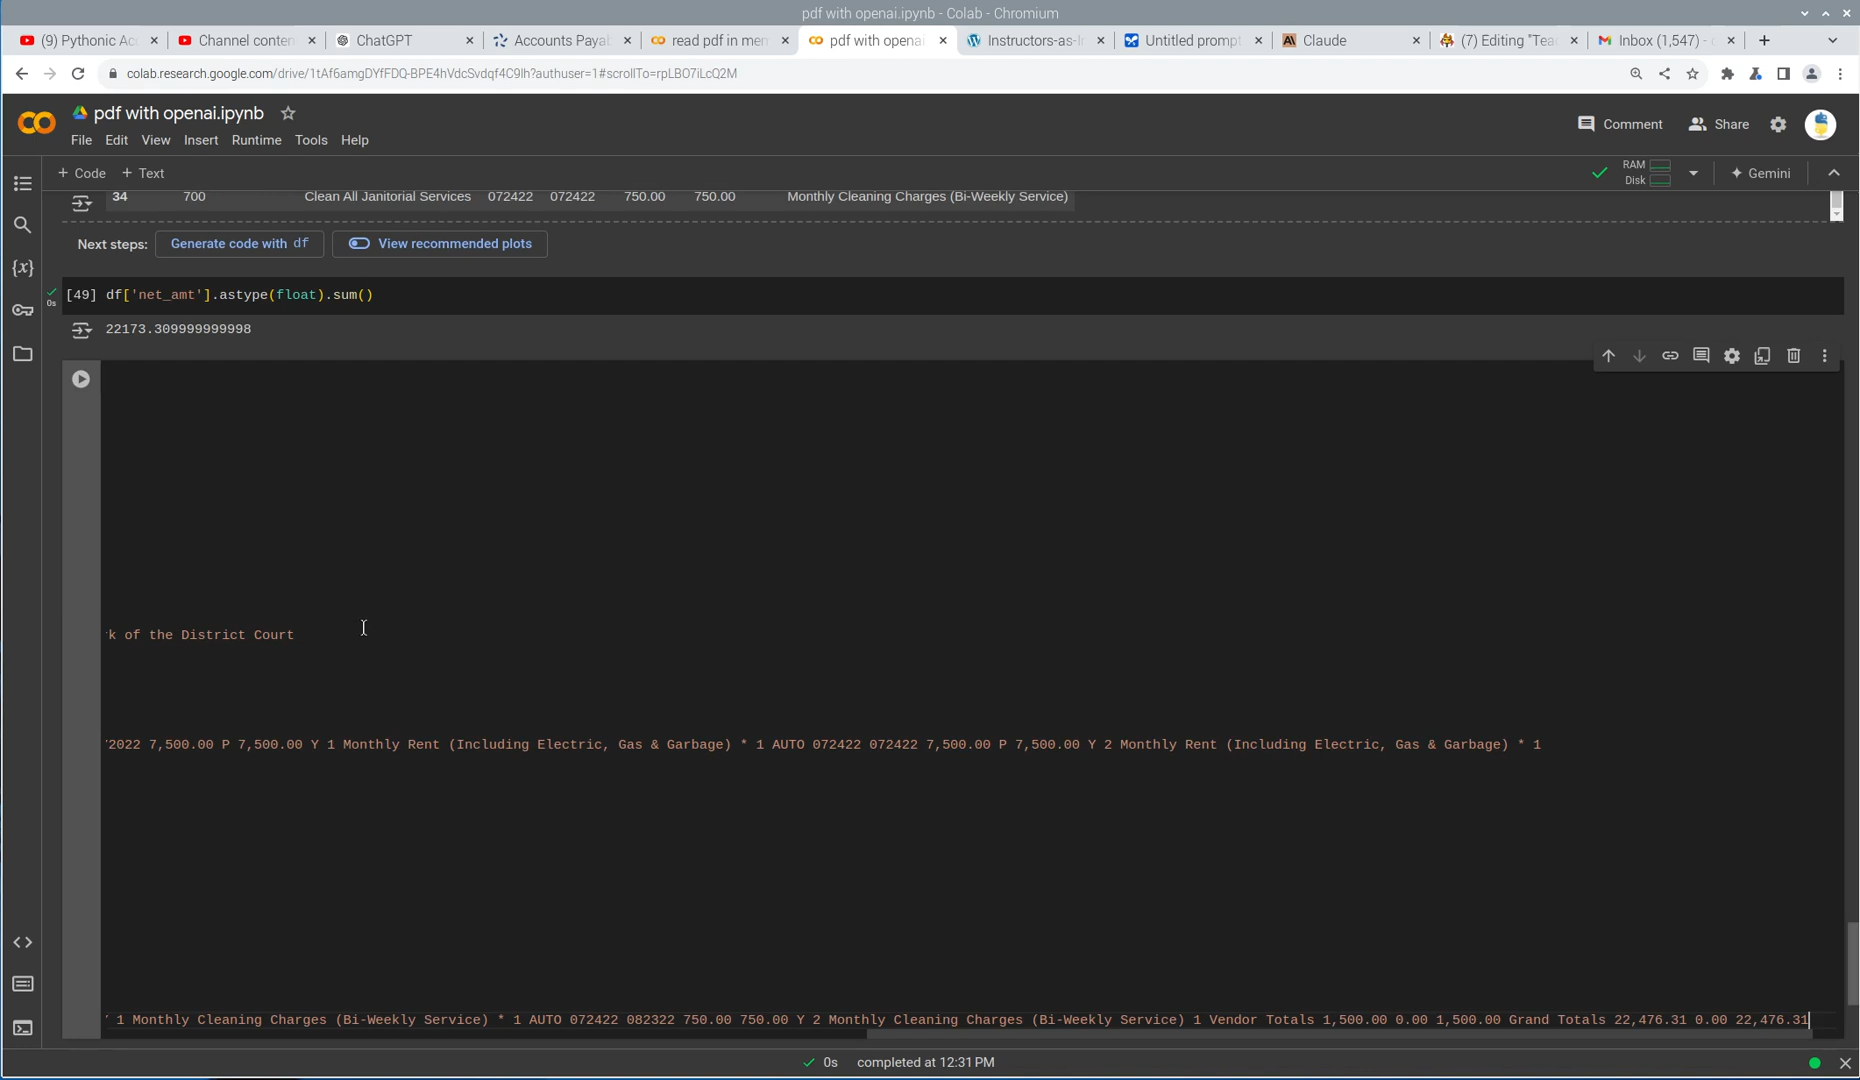 pdf with openai.ipynb - Colab - Chromium
(9) Pythonic Ac
Channel conten
ChatGPT
Accounts Paya
read pdf in mem
pdf with openai
Instructors-as-I
Untitled prompt
Claude
(7) Editing "Tea
Inbox (1,547) -
colab.research.google.com/drive/1tAf6amgDYfFDQ-BPE4hVdcSvdqf4C9lh?authuser=1#scrollTo=rpLBO7iLcQ2M
pdf with openai.ipynb
File Edit View Insert Runtime Tools Help
Comment
Share
+ Code + Text
RAM
Disk
Gemini
34 700 Clean All Janitorial Services 072422 072422 750.00 750.00 Monthly Cleaning Charges (Bi-Weekly Service)
Next steps: Generate code with df View recommended plots
0s
[49] df['net_amt'].astype(float).sum()
22173.309999999998
k of the District Court
2022 7,500.00 P 7,500.00 Y 1 Monthly Rent (Including Electric, Gas & Garbage) * 1 AUTO 072422 072422 7,500.00 P 7,500.00 Y 2 Monthly Rent (Including Electric, Gas & Garbage) * 1
1 Monthly Cleaning Charges (Bi-Weekly Service) * 1 AUTO 072422 082322 750.00 750.00 Y 2 Monthly Cleaning Charges (Bi-Weekly Service) 1 Vendor Totals 1,500.00 0.00 1,500.00 Grand Totals 22,476.31 0.00 22,476.31
0s completed at 12:31 PM